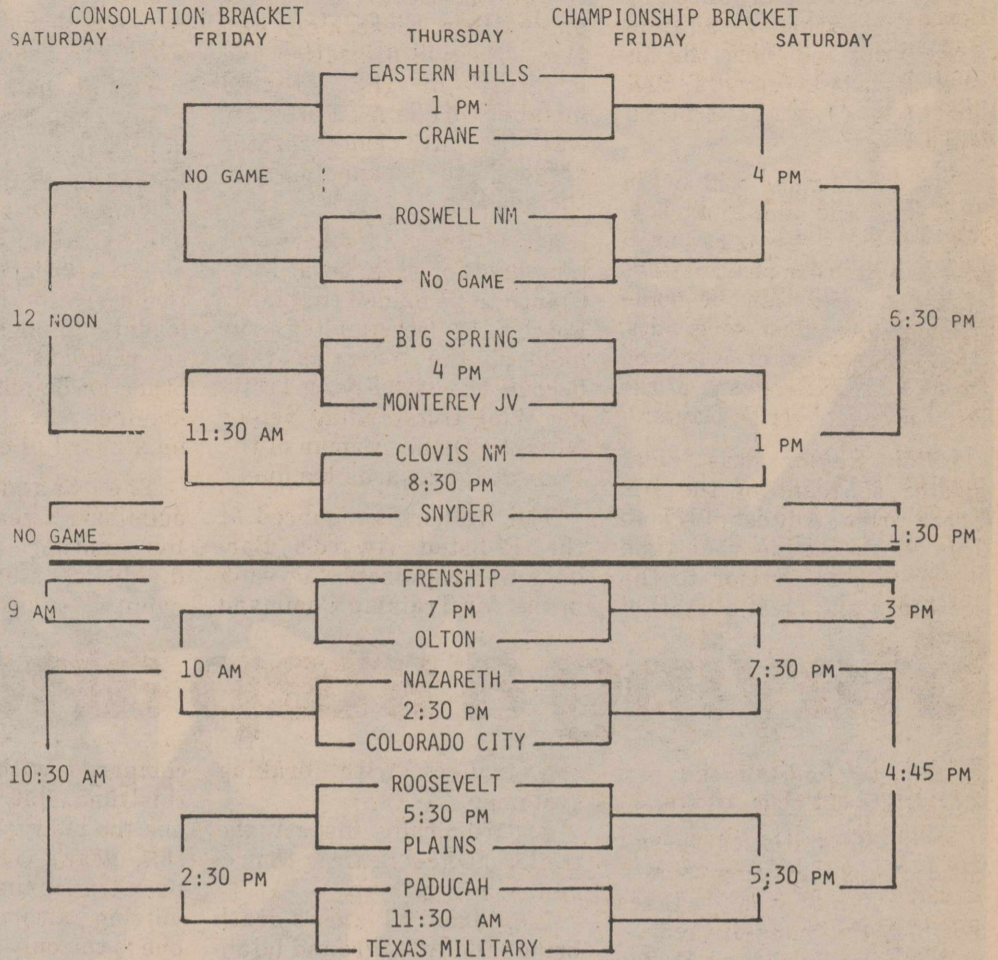 CONSOLATION BRACKET CHAMPIONSHIP BRACKET
SATURDAY FRIDAY THURSDAY FRIDAY SATURDAY
EASTERN HILLS
1 PM
CRANE
NO GAME 4 PM
ROSWELL NM
No GAME
12 NOON 6:30 PM
BIG SPRING
4 PM
MONTEREY JV
11:30 AM 1 PM
CLOVIS NM
8:30 PM
SNYDER
NO GAME 1:30 PM
FRENSHIP
9 AM 7 PM 3 PM
OLTON
10 AM 7:30 PM
NAZARETH
2:30 PM
COLORADO CITY
10:30 AM 4:45 PM
ROOSEVELT
5:30 PM
PLAINS
2:30 PM 5:30 PM
PADUCAH
11:30 AM
TEXAS MILITARY